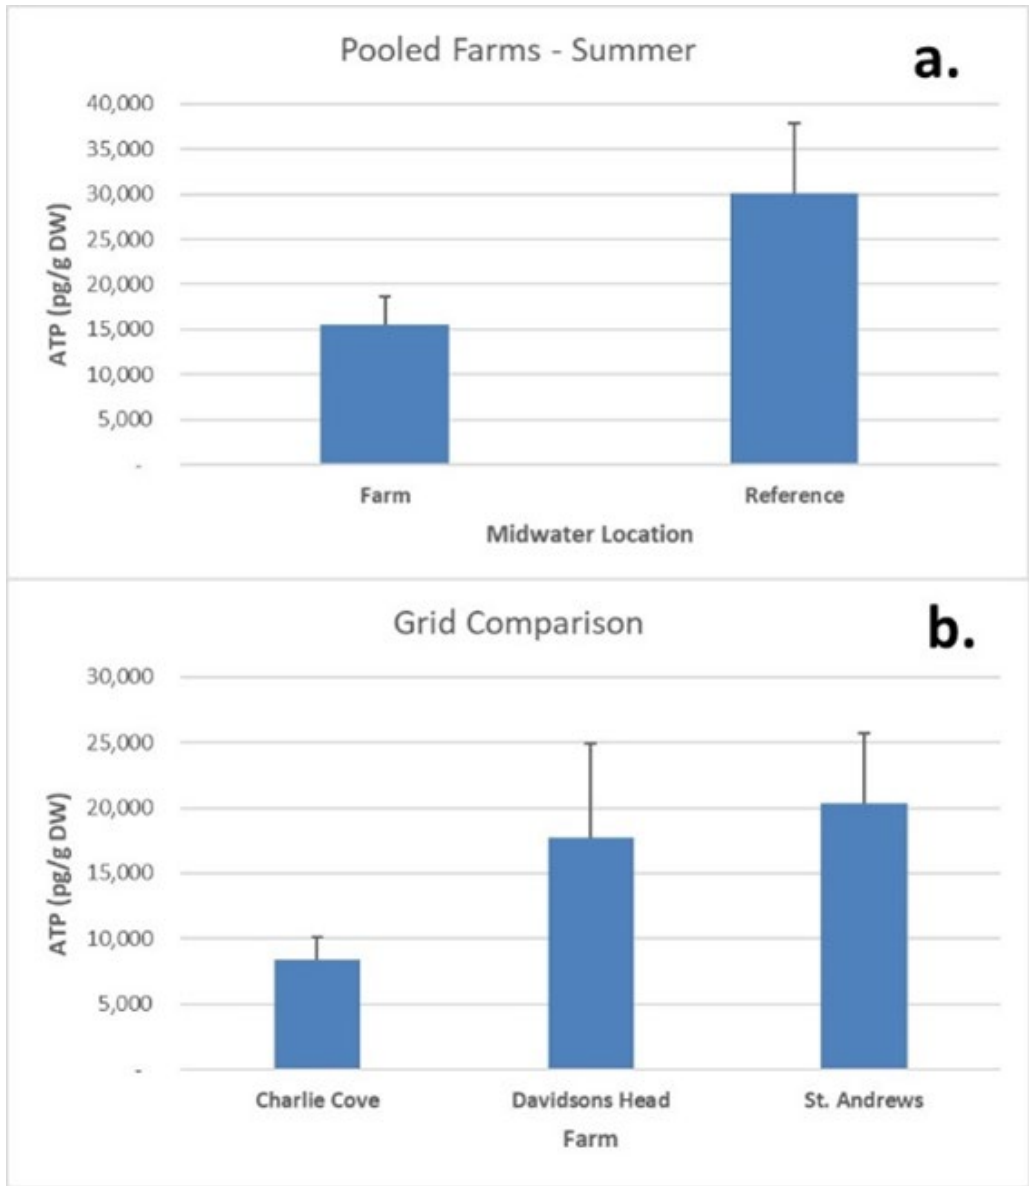 Pooled Farms - Summer
a.
40,000
35,000
30,000
25,000
20,000
15,000
10,000
5,000
-
ATP (pg/g DW)
Farm Reference
Midwater Location
Grid Comparison
b.
30,000
25,000
20,000
15,000
10,000
5,000
-
ATP (pg/g DW)
Charlie Cove Davidsons Head St. Andrews
Farm